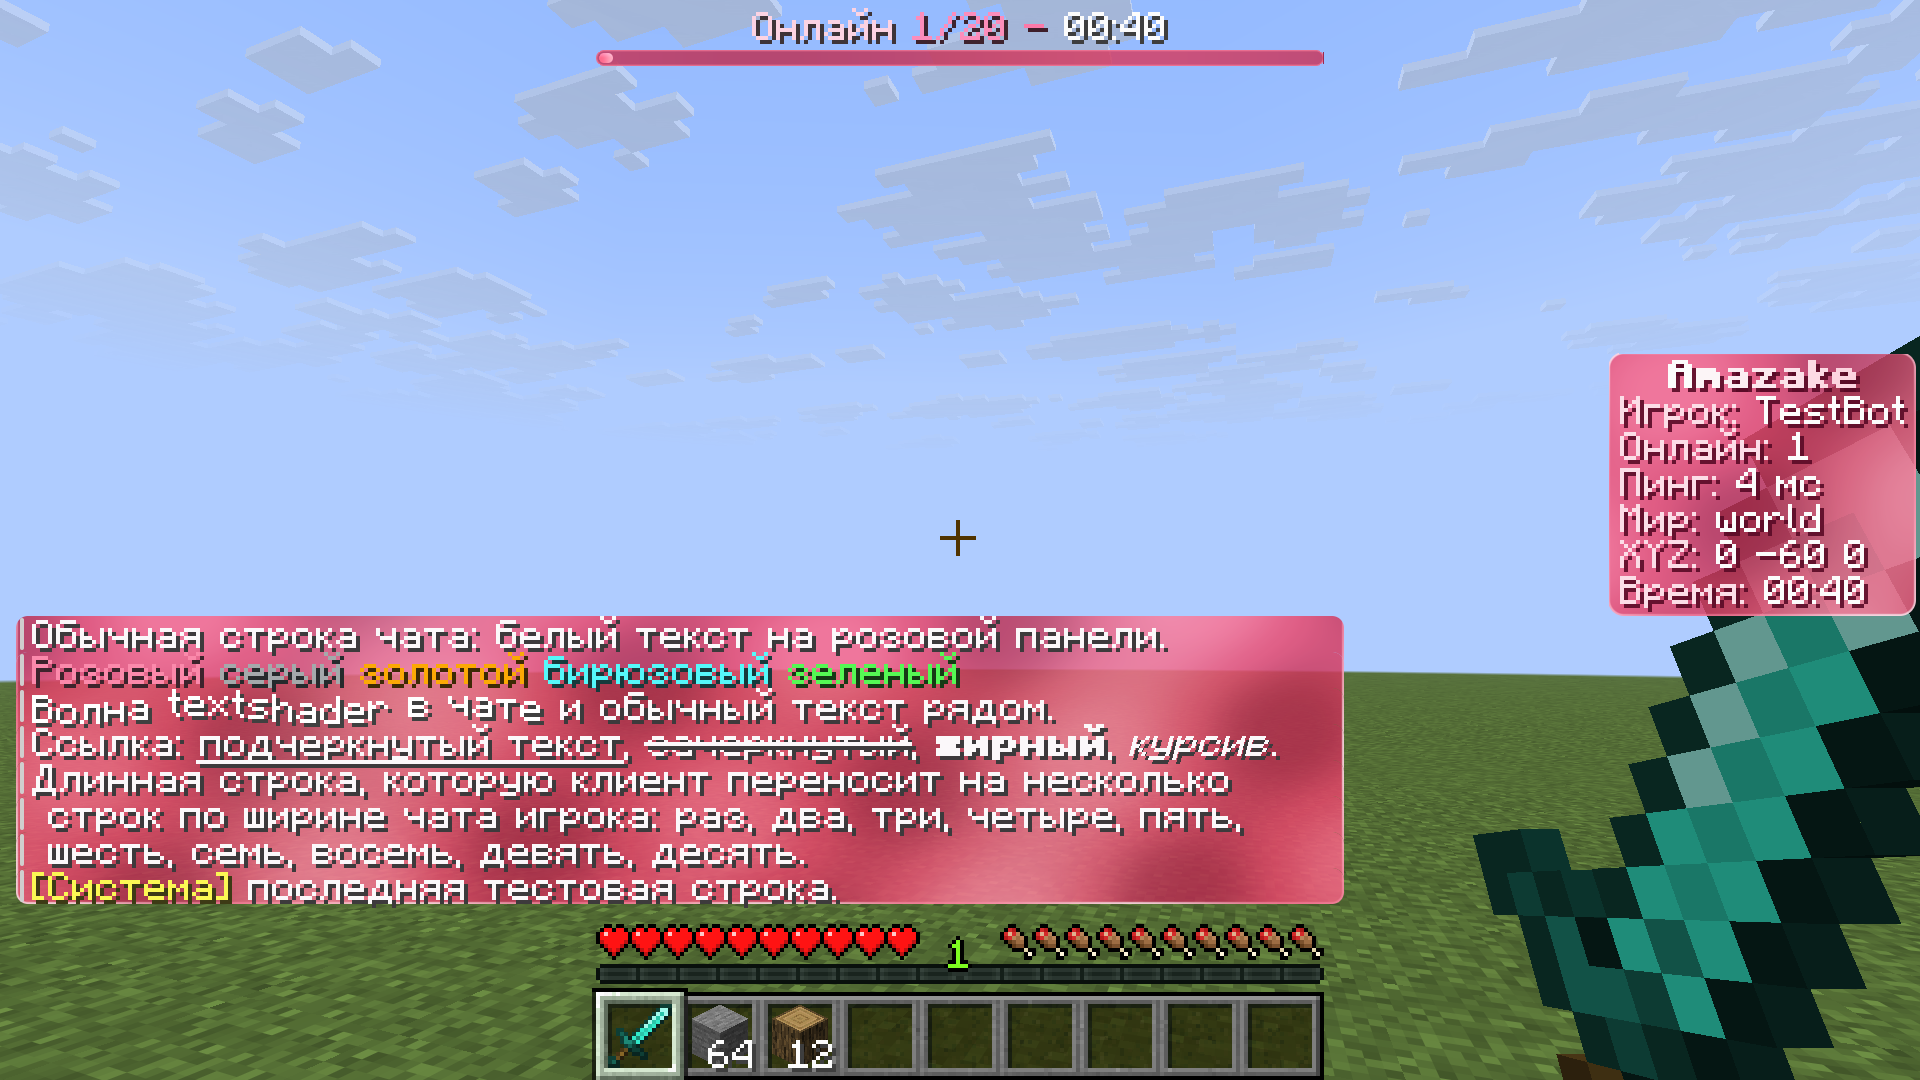 Онлайн 1/20 – 00:40
Amazake
Игрок: TestBot
Онлайн: 1
Пинг: 4 мс
Мир: world
XYZ: 0 -60 0
Время: 00:40
Обычная строка чата: белый текст на розовой панели.
Розовый серый золотой бирюзовый зеленый
Волна textshader в чате и обычный текст рядом.
Ссылка: подчеркнутый текст, зачеркнутый, жирный, курсив.
Длинная строка, которую клиент переносит на несколько
строк по ширине чата игрока: раз, два, три, четыре, пять,
шесть, семь, восемь, девять, десять.
[Система] последняя тестовая строка.
1
64 12